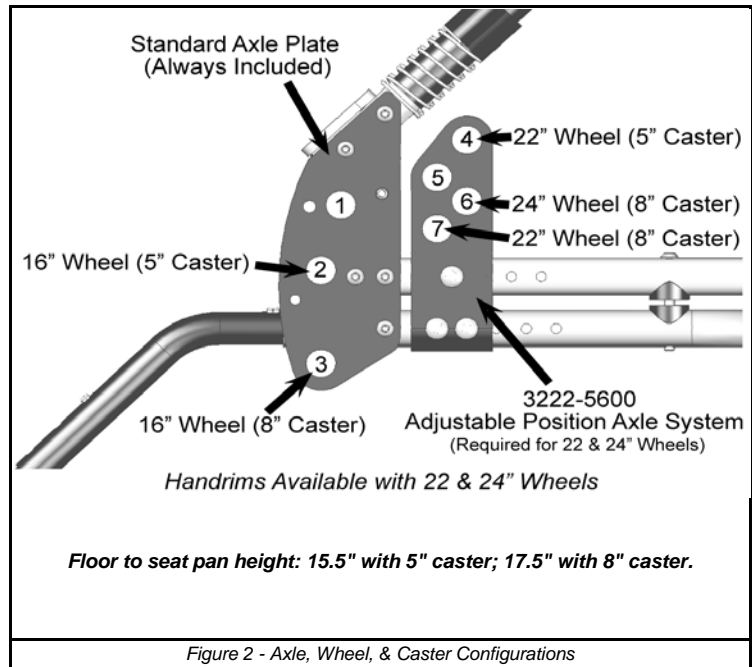 Standard Axle Plate
(Always Included)
4
22” Wheel (5” Caster)
5
1
6
24” Wheel (8” Caster)
7
22” Wheel (8” Caster)
16” Wheel (5” Caster)
2
3
16” Wheel (8” Caster)
3222-5600
Adjustable Position Axle System
(Required for 22 & 24” Wheels)
Handrims Available with 22 & 24” Wheels
Floor to seat pan height: 15.5" with 5" caster; 17.5" with 8" caster.
Figure 2 - Axle, Wheel, & Caster Configurations